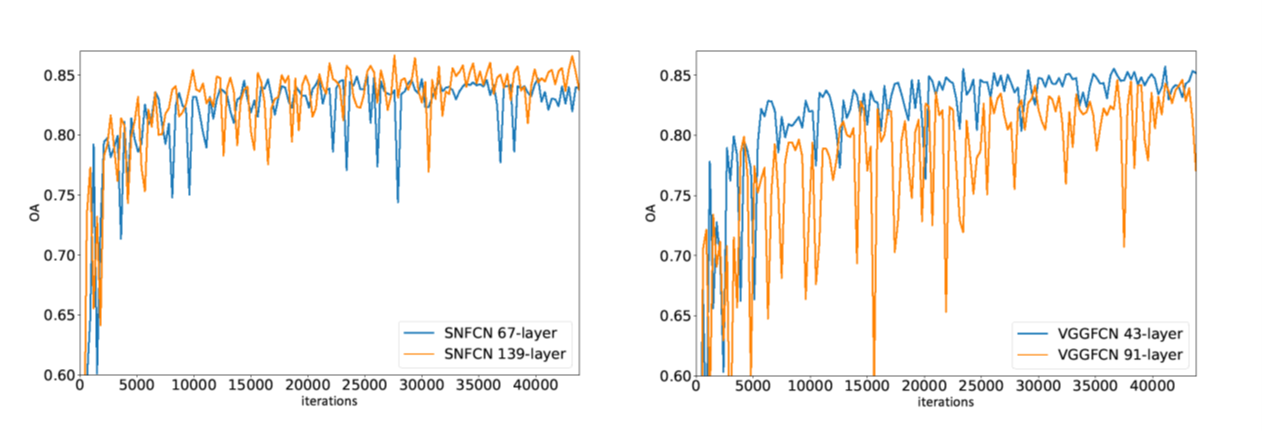 0.85
0.80
0.75
0.70
0.65
0.60
OA
0 5000 10000 15000 20000 25000 30000 35000 40000
iterations
SNFCN 67-layer
SNFCN 139-layer
0.85
0.80
0.75
0.70
0.65
0.60
OA
0 5000 10000 15000 20000 25000 30000 35000 40000
iterations
VGGFCN 43-layer
VGGFCN 91-layer